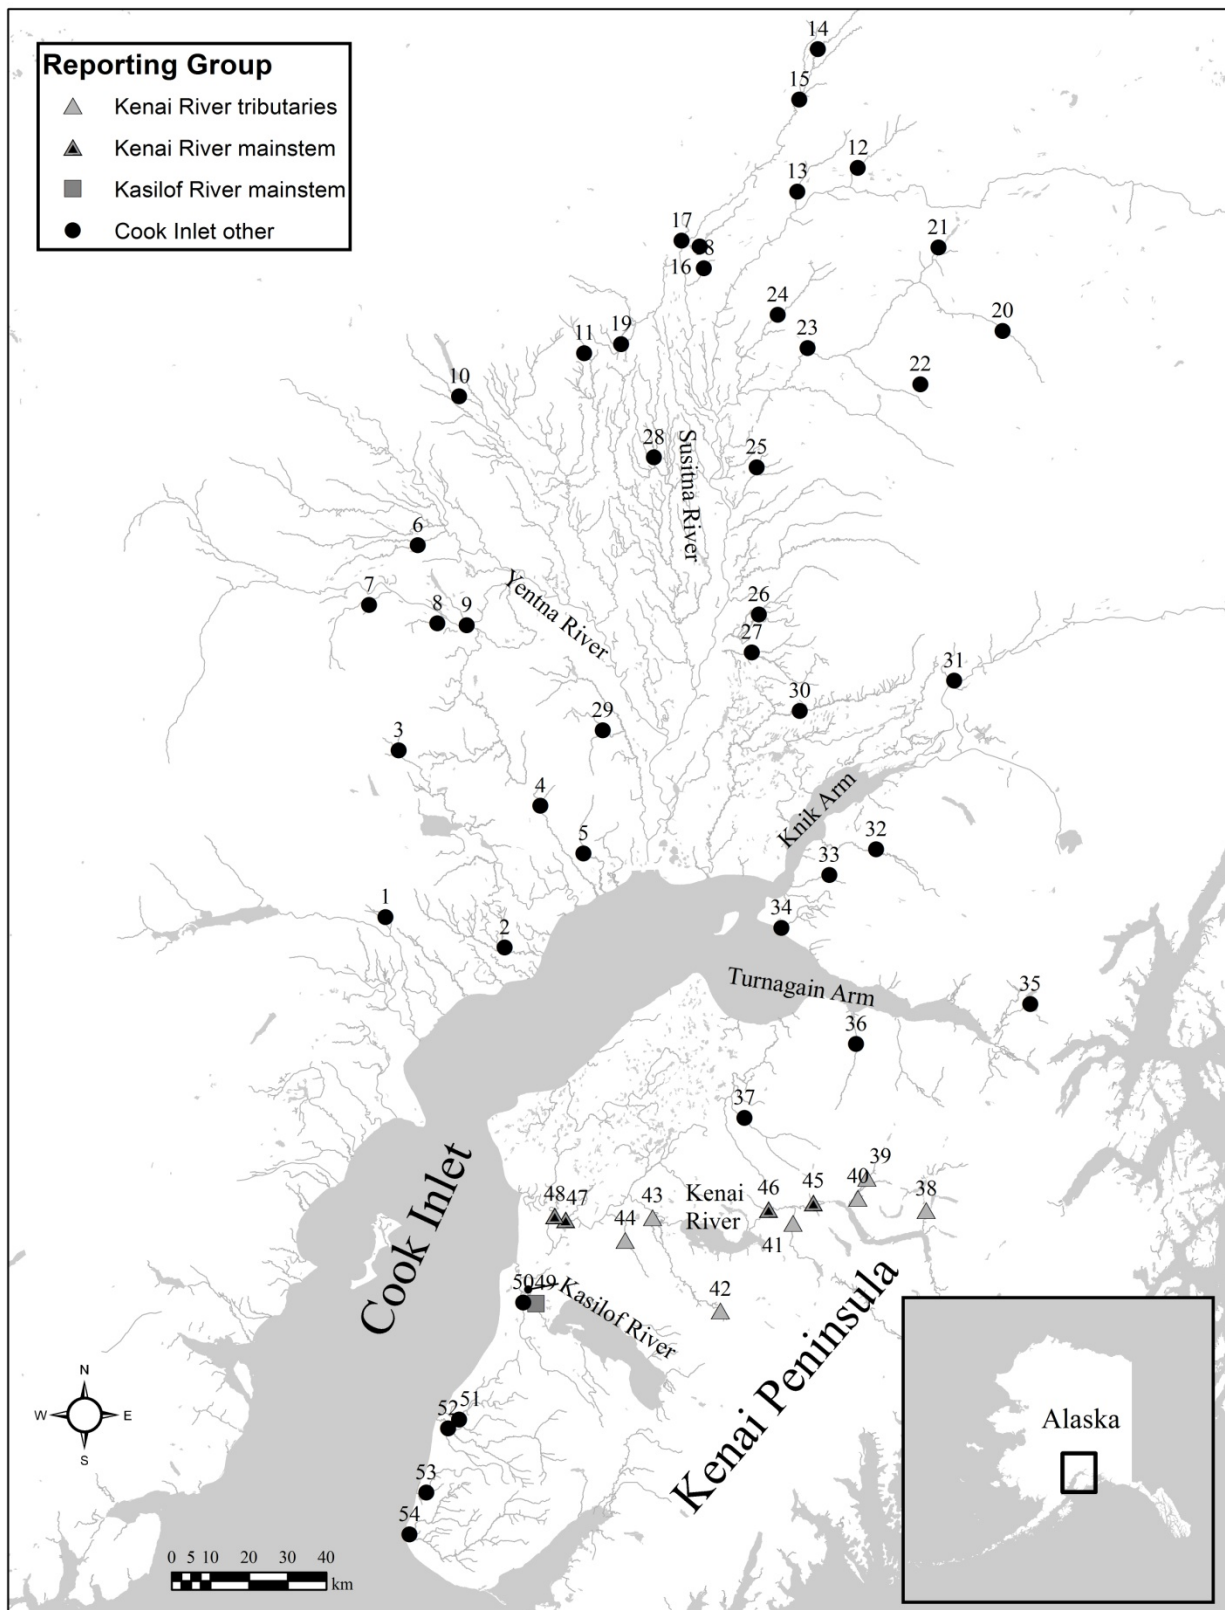 Reporting Group
Kenai River tributaries
Kenai River mainstem
Kasilof River mainstem
Cook Inlet other
14
15
12
13
17
8
16
21
24
20
23
19
11
22
10
28
Susitna River
25
6
Yentna River
7
8
9
26
27
31
30
29
3
4
Knik Arm
5
32
33
1
34
2
Turnagain Arm
35
36
37
Cook Inlet
39
40
38
45
46
Kenai
River
43
48
47
44
41
42
50
49
Kasilof River
Kenai Peninsula
51
52
53
54
N
W
E
S
0 5 10 20 30 40
km
Alaska